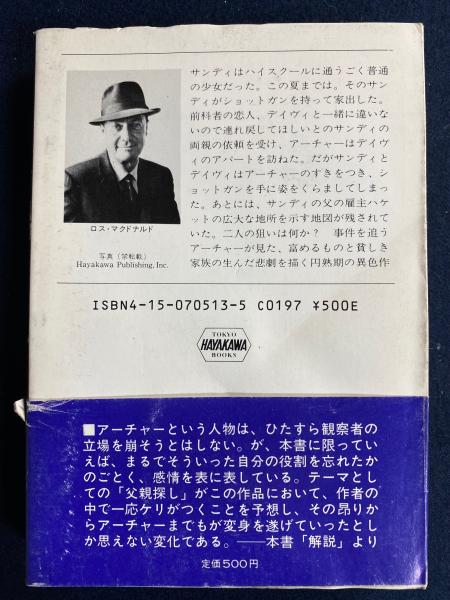 サンディはハイスクールに通うごく普通
の少女だった。この夏までは。そのサン
ディがショットガンを持って家出した。
前科者の恋人、デイヴィと一緒に違いな
いので連れ戻してほしいとのサンディの
両親の依頼を受け、アーチャーはデイヴ
ィのアパートを訪ねた。だがサンディと
デイヴィはアーチャーのすきをつき、シ
ョットガンを手に姿をくらましてしまっ
た。あとには、サンディの父の雇主ハケ
ットの広大な地所を示す地図が残されて
いた。二人の狙いは何か？　事件を追う
アーチャーが見た、富めるものと貧しき
家族の生んだ悲劇を描く円熟期の異色作
ロス・マクドナルド
写真（禁転載）
Hayakawa Publishing, Inc.
ISBN4-15-070513-5 C0197 ¥500E
TOKYO
HAYAKAWA
BOOKS
■アーチャーという人物は、ひたすら観察者の
立場を崩そうとはしない。が、本書に限ってい
えば、まるでそういった自分の役割を忘れたか
のごとく、感情を表に表している。テーマとし
ての「父親探し」がこの作品において、作者の
中で一応ケリがつくことを予想し、その昂りか
らアーチャーまでもが変身を遂げていったとし
か思えない変化である。――本書「解説」より
定価500円